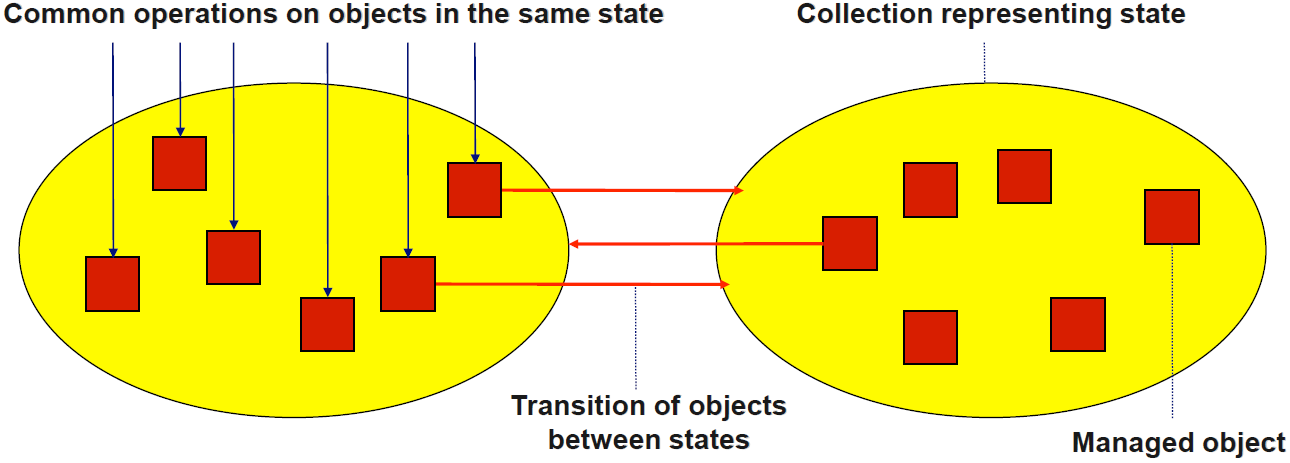 Common operations on objects in the same state
Collection representing state
Transition of objects
between states
Managed object